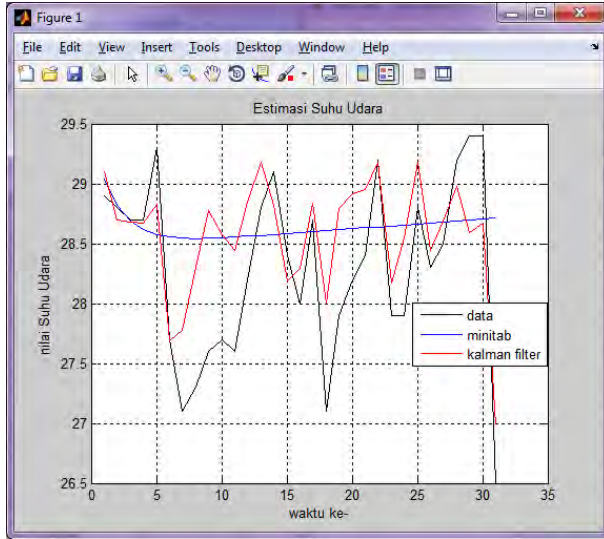 Figure 1
File Edit View Insert Tools Desktop Window Help
Estimasi Suhu Udara
29.5
29
28.5
28
27.5
27
26.5
nilai Suhu Udara
data
minitab
kalman filter
0 5 10 15 20 25 30 35
waktu ke-